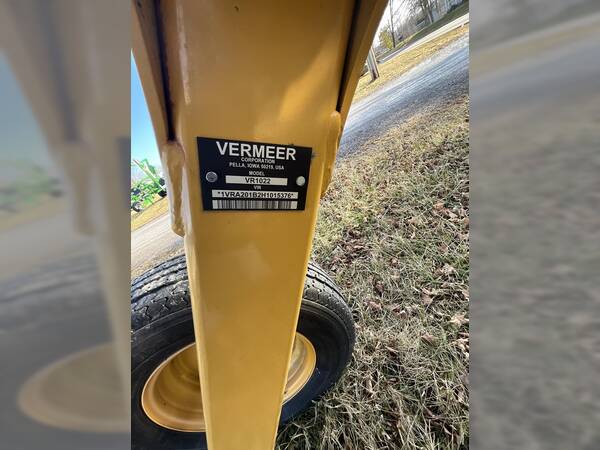 VERMEER
CORPORATION
PELLA, IOWA 50219, USA
MODEL
VR1022
VIN
*1VRA201B2H1015376*